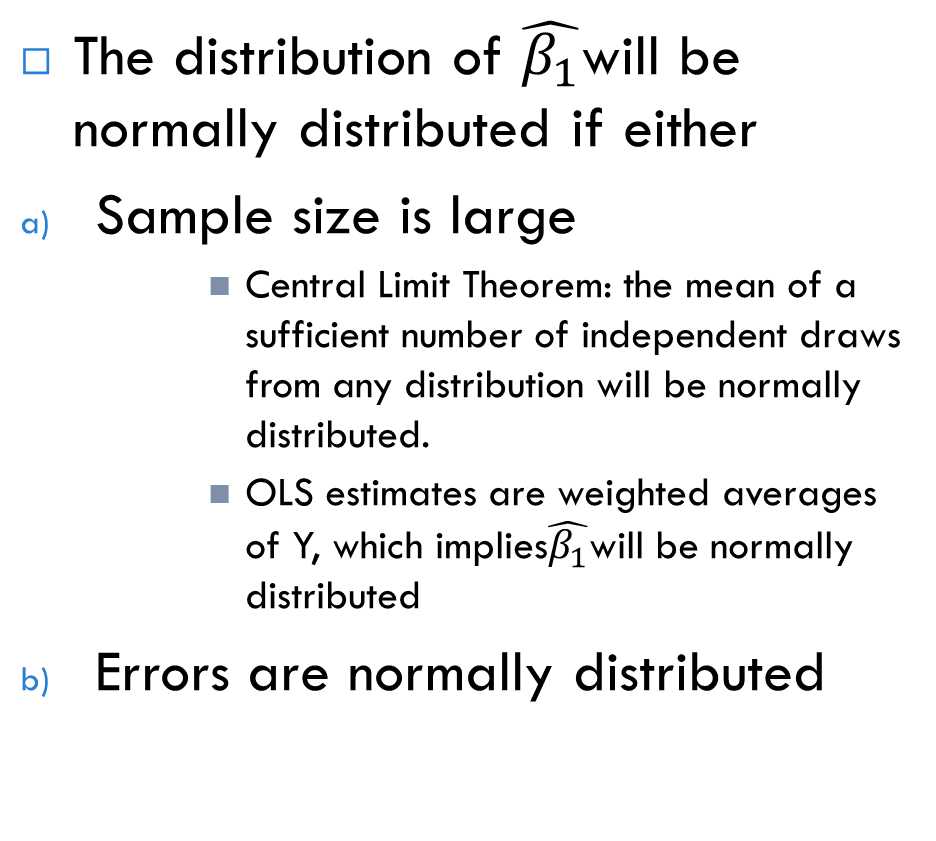 The distribution of $\widehat{\beta_1}$ will be
normally distributed if either
a) Sample size is large
Central Limit Theorem: the mean of a
sufficient number of independent draws
from any distribution will be normally
distributed.
OLS estimates are weighted averages
of Y, which implies $\widehat{\beta_1}$ will be normally
distributed
b) Errors are normally distributed